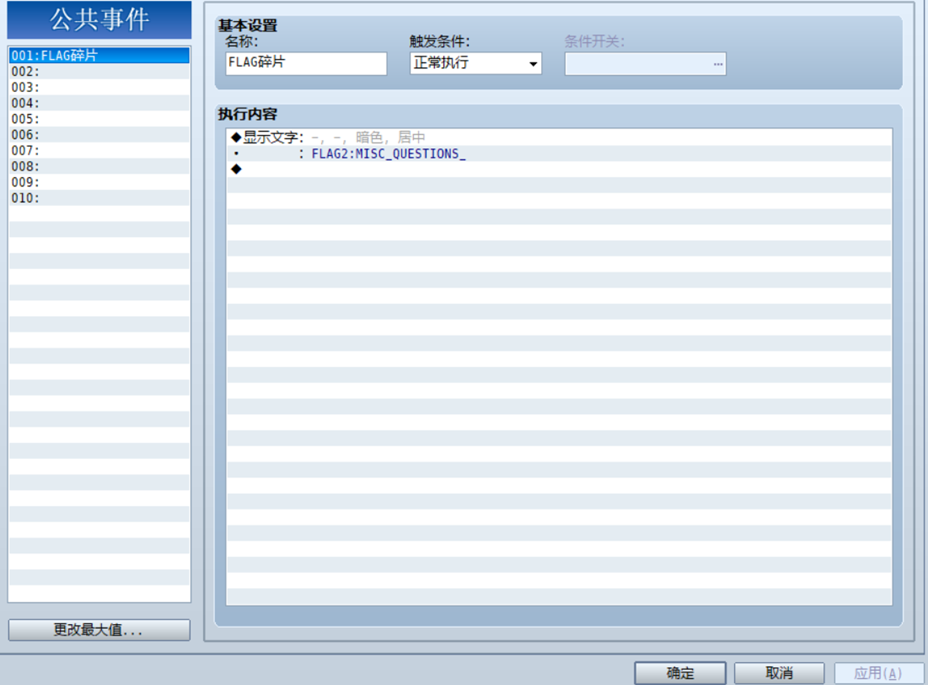 公共事件
001:FLAG碎片
002:
003:
004:
005:
006:
007:
008:
009:
010:
更改最大值...
基本设置
名称: 触发条件: 条件开关:
FLAG碎片 正常执行 ...
执行内容
◆显示文字: -, -, 暗色, 居中
· : FLAG2:MISC_QUESTIONS_
◆
确定 取消 应用(A)